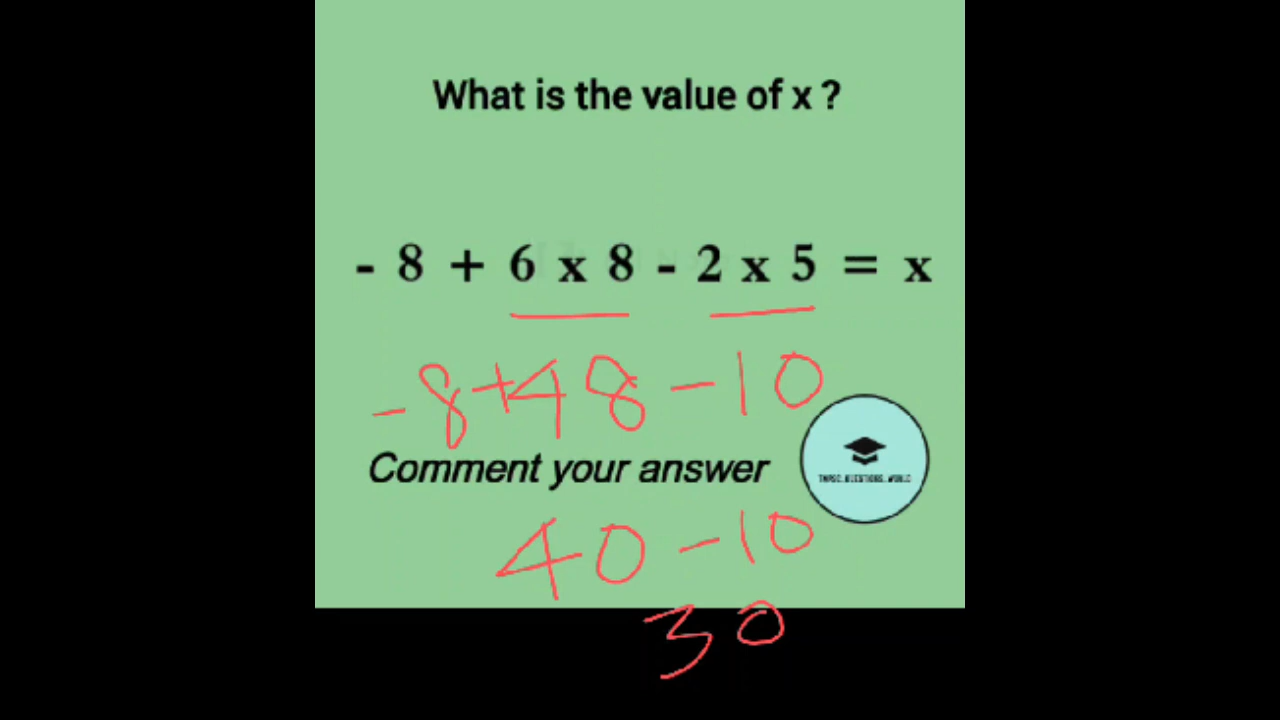 What is the value of x ?
- 8 + 6 x 8 - 2 x 5 = x
-8+48-10
Comment your answer
TNPSC_QUESTIONS_WORLD
40-10
30